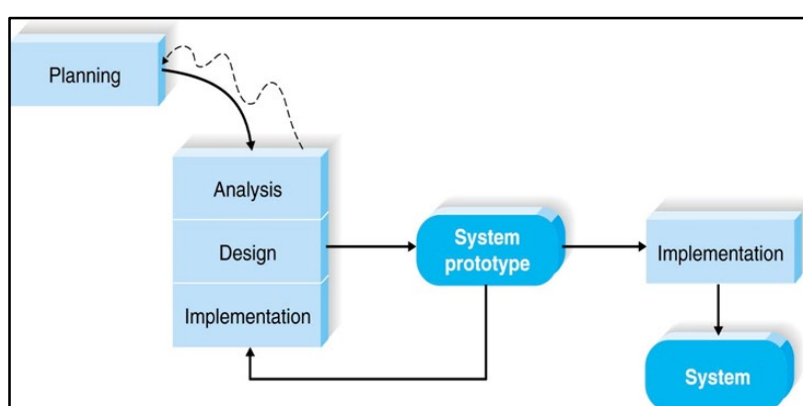 Planning
Analysis
Design
Implementation
System
prototype
Implementation
System